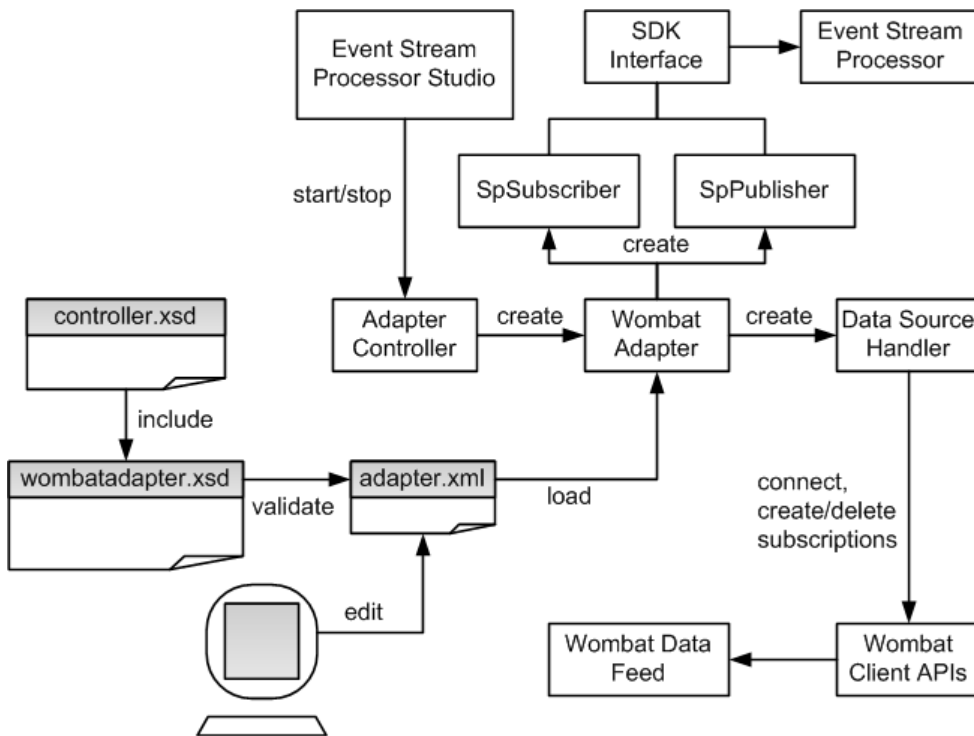 Event Stream
Processor Studio
SDK
Interface
Event Stream
Processor
SpSubscriber
SpPublisher
start/stop
create
controller.xsd
Adapter
Controller
create
Wombat
Adapter
create
Data Source
Handler
include
wombatadapter.xsd
validate
adapter.xml
load
connect,
create/delete
subscriptions
edit
Wombat Data
Feed
Wombat
Client APIs